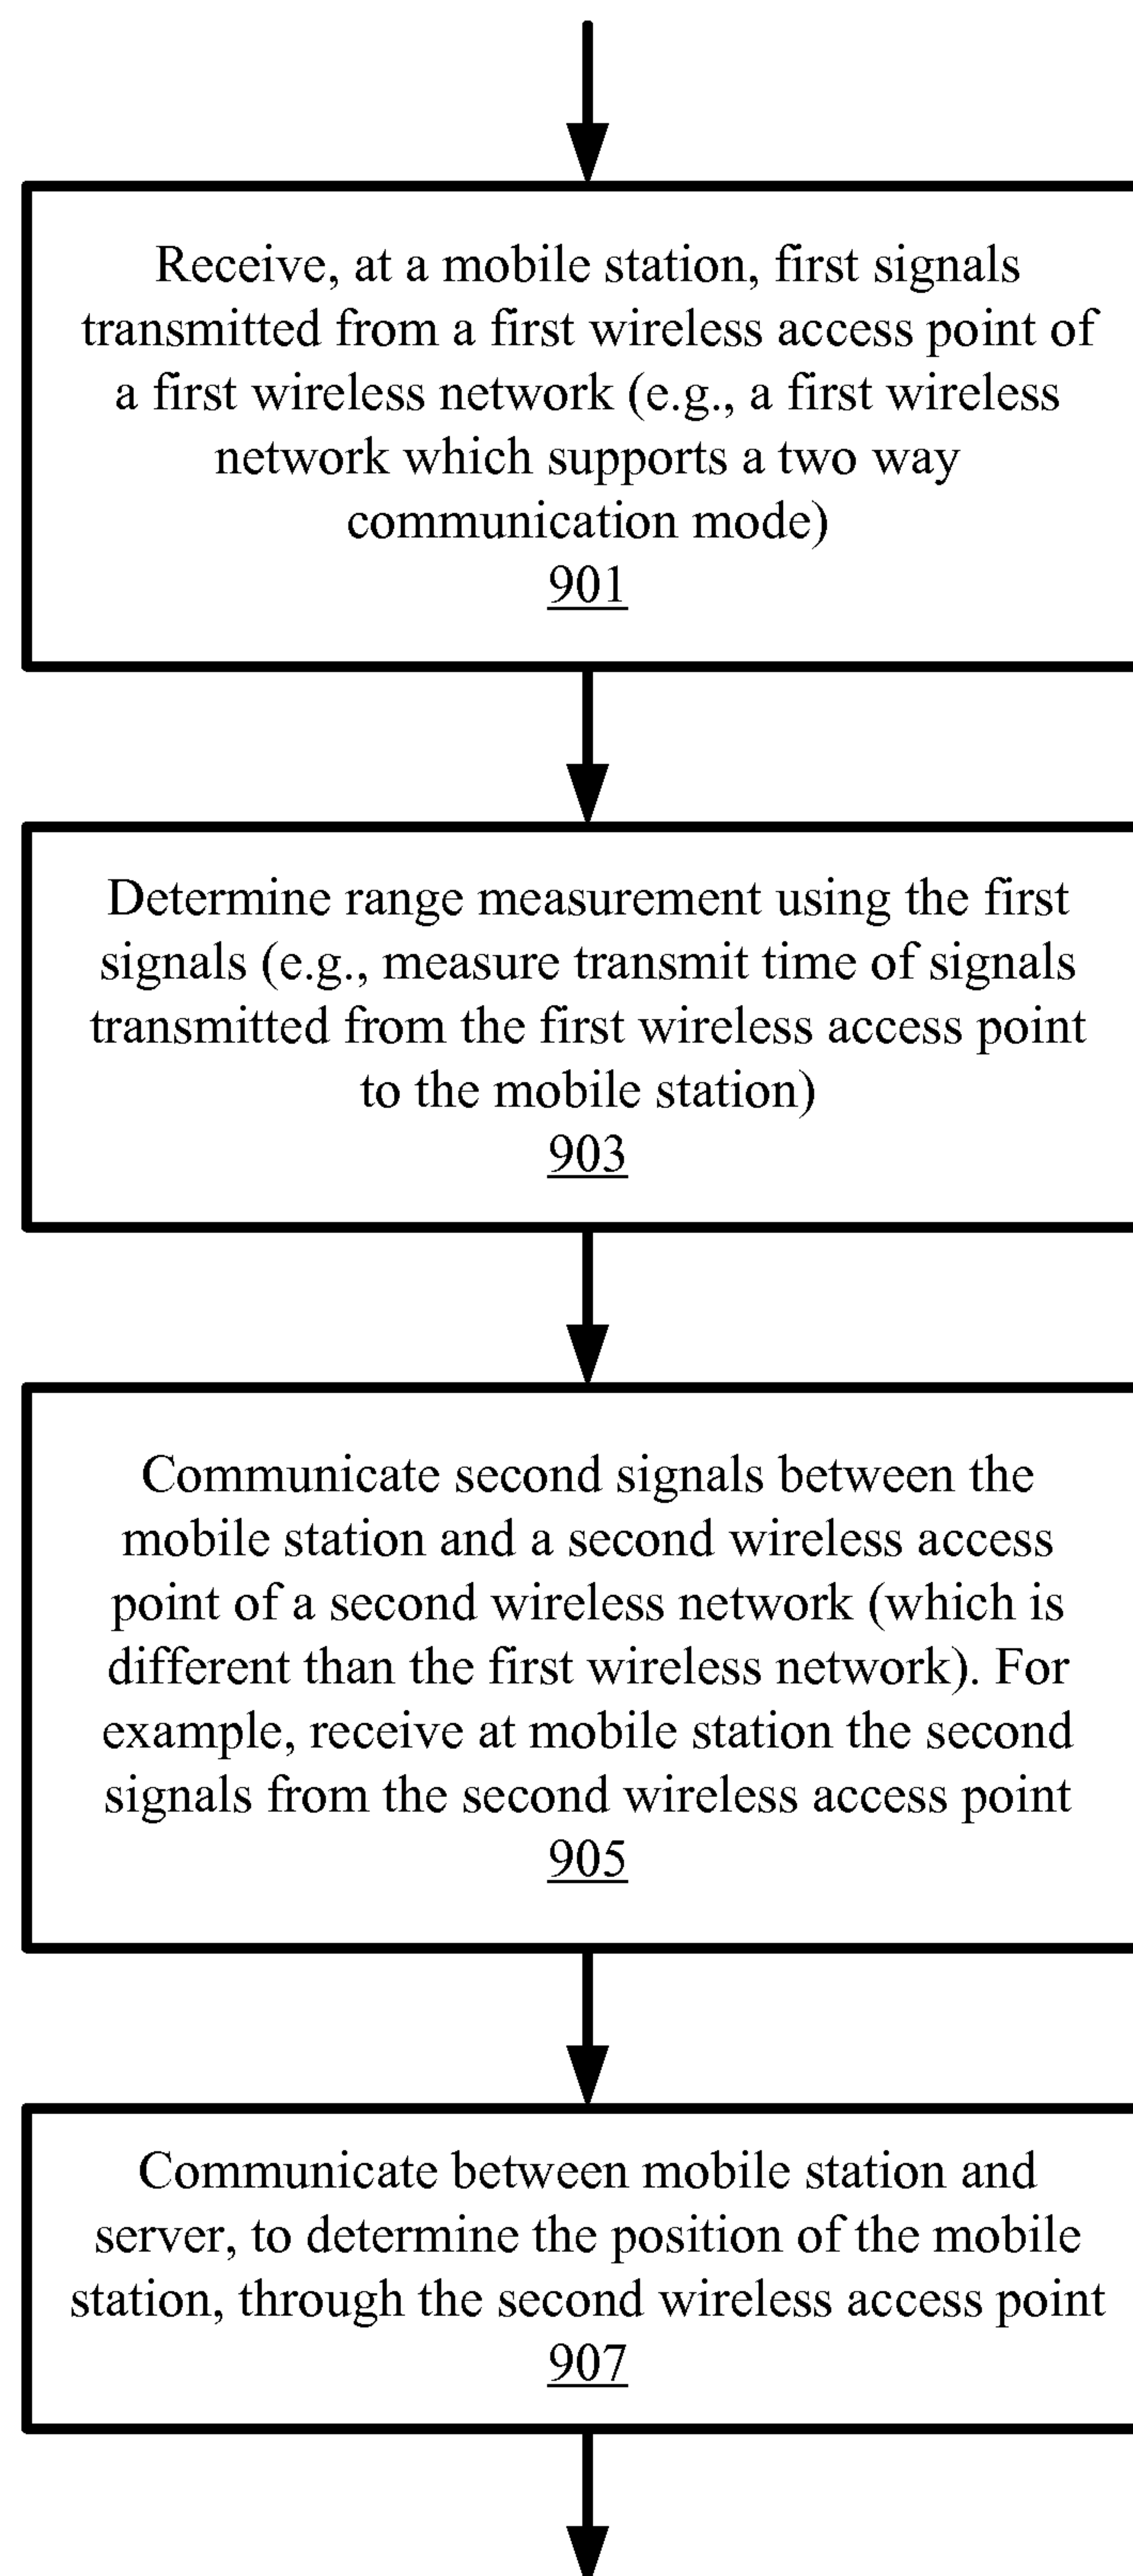 Receive, at a mobile station, first signals
transmitted from a first wireless access point of
a first wireless network (e.g., a first wireless
network which supports a two way
communication mode)
901
Determine range measurement using the first
signals (e.g., measure transmit time of signals
transmitted from the first wireless access point
to the mobile station)
903
Communicate second signals between the
mobile station and a second wireless access
point of a second wireless network (which is
different than the first wireless network). For
example, receive at mobile station the second
signals from the second wireless access point
905
Communicate between mobile station and
server, to determine the position of the mobile
station, through the second wireless access point
907